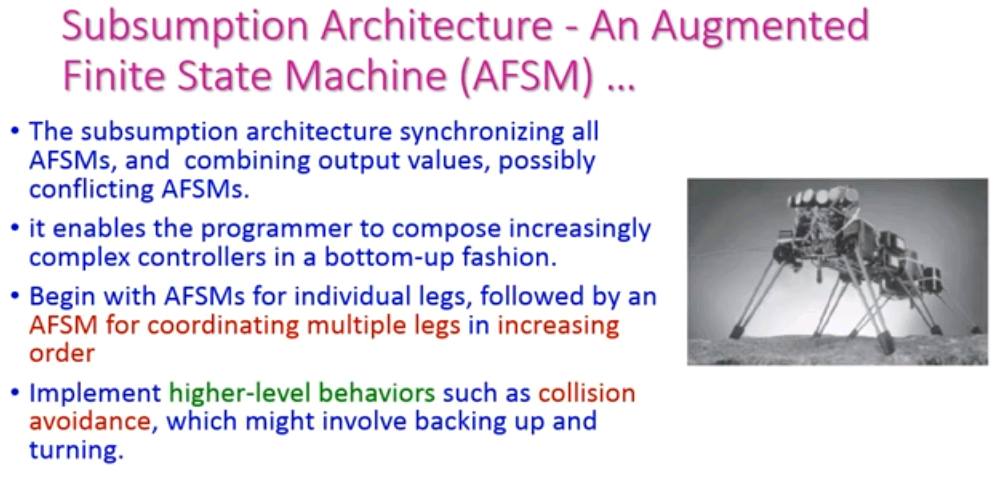 Subsumption Architecture - An Augmented
Finite State Machine (AFSM) ...
• The subsumption architecture synchronizing all
AFSMs, and combining output values, possibly
conflicting AFSMs.
• it enables the programmer to compose increasingly
complex controllers in a bottom-up fashion.
• Begin with AFSMs for individual legs, followed by an
AFSM for coordinating multiple legs in increasing
order
• Implement higher-level behaviors such as collision
avoidance, which might involve backing up and
turning.